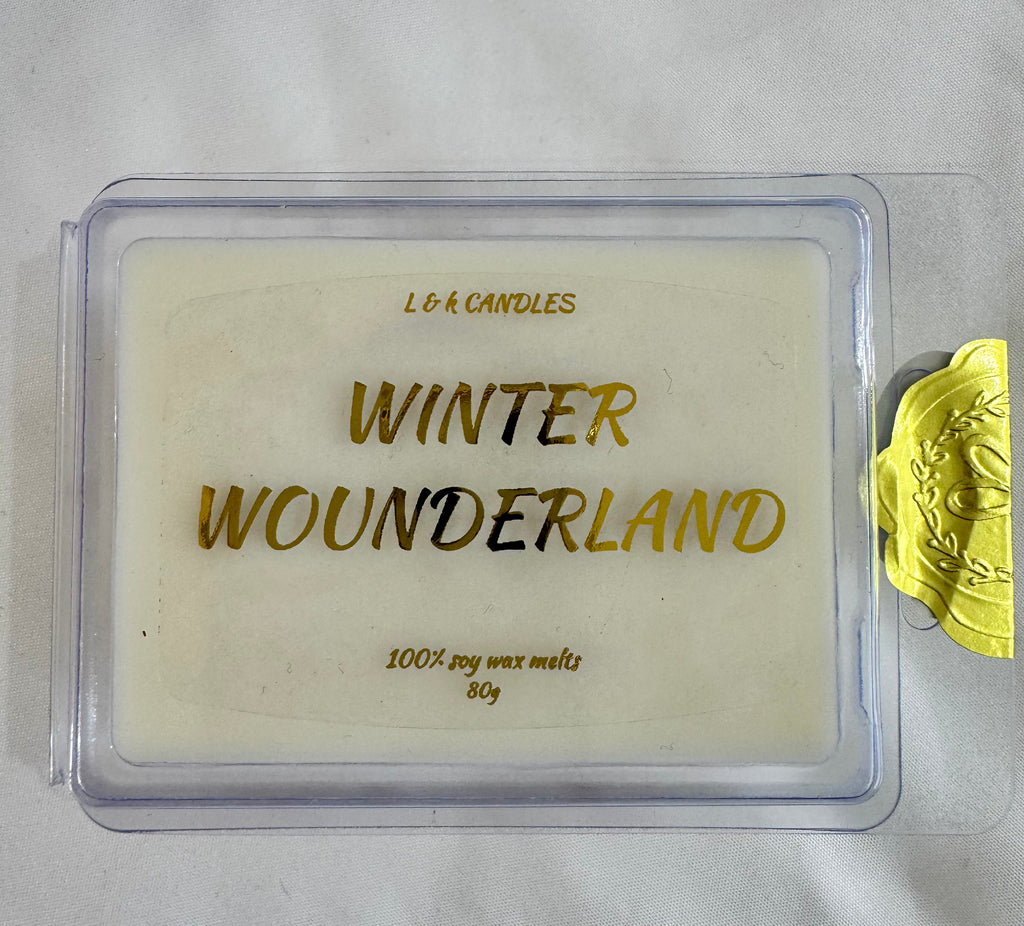 L & k CANDLES
WINTER
WOUNDERLAND
100% soy wax melts
80g